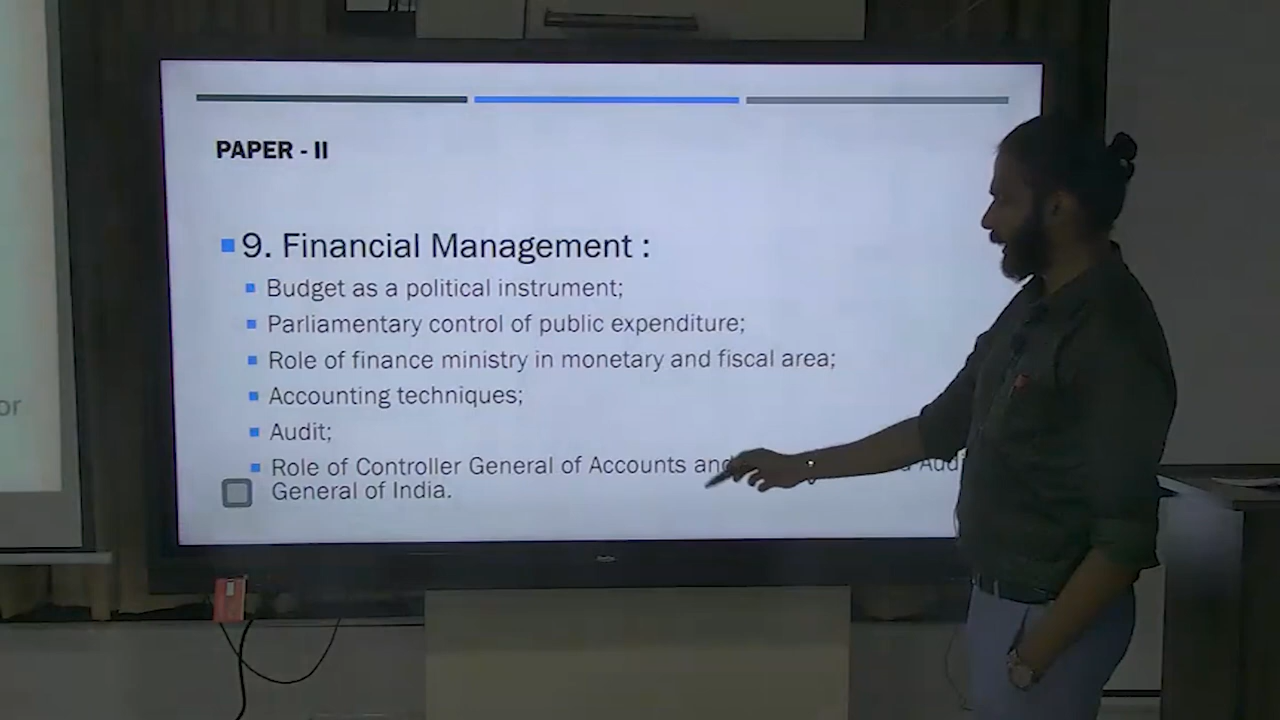 PAPER - II
9. Financial Management :
Budget as a political instrument;
Parliamentary control of public expenditure;
Role of finance ministry in monetary and fiscal area;
Accounting techniques;
Audit;
Role of Controller General of Accounts and
General of India.
or